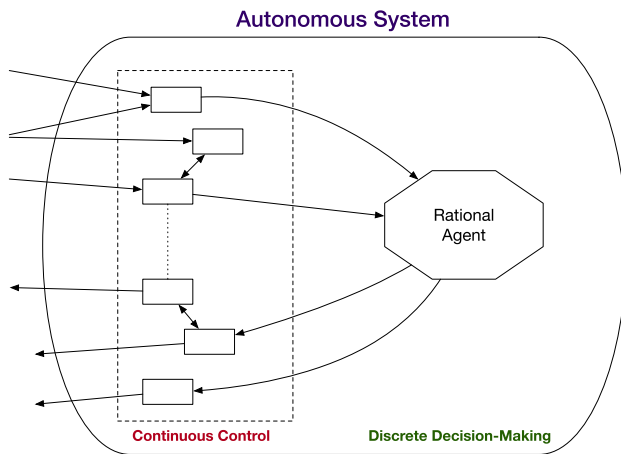 Autonomous System
Rational
Agent
Continuous Control
Discrete Decision-Making